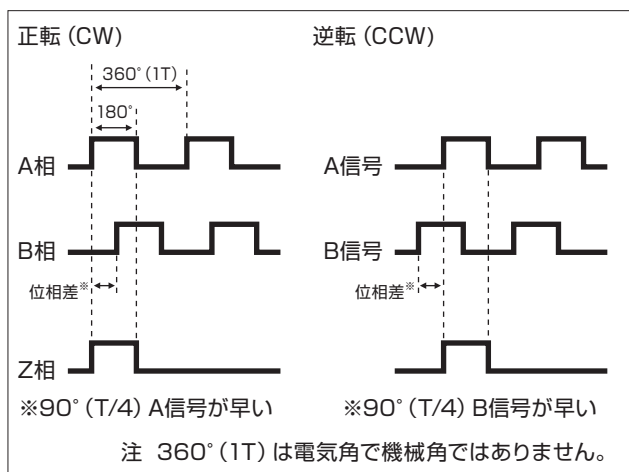 正転 (CW)
逆転 (CCW)
360°(1T)
180°
A相
A信号
B相
B信号
位相差※
位相差※
Z相
※90°(T/4) A信号が早い
※90°(T/4) B信号が早い
注 360°(1T) は電気角で機械角ではありません。